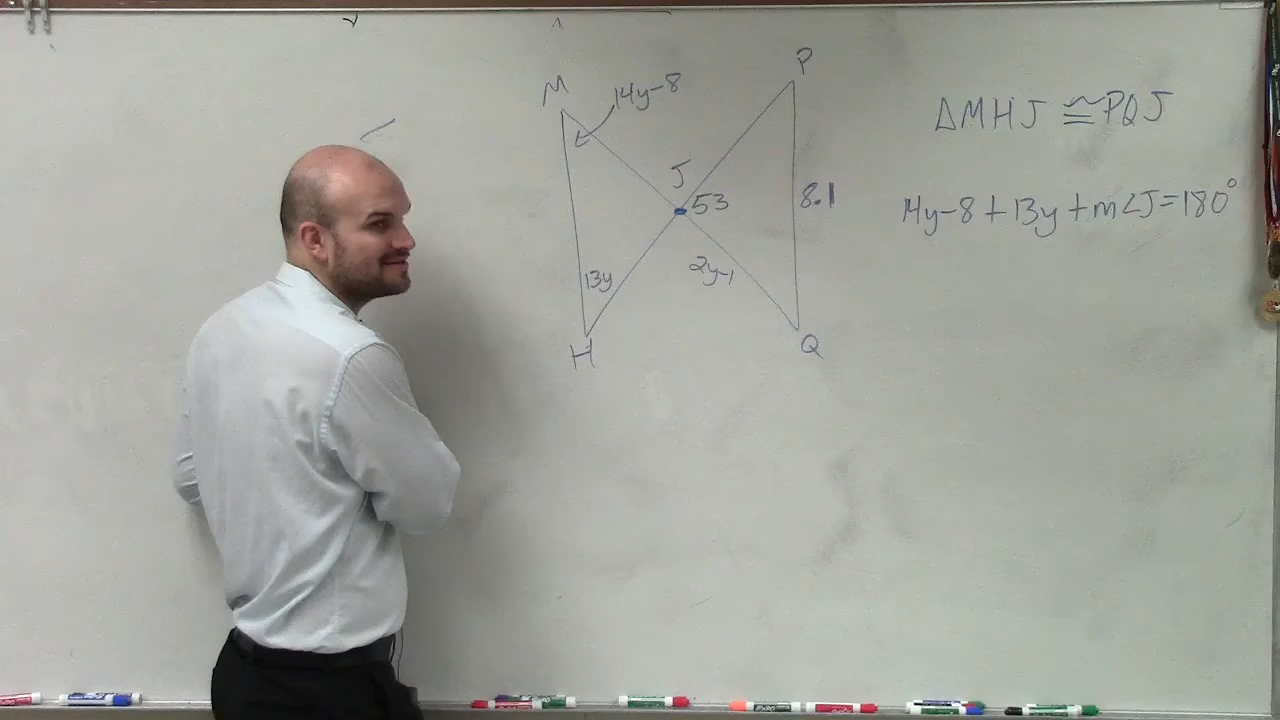 M
14y-8
P
J
53
8.1
13y
2y-1
H
Q
ΔMHJ ≅ PQJ
14y-8+13y+m∠J=180°